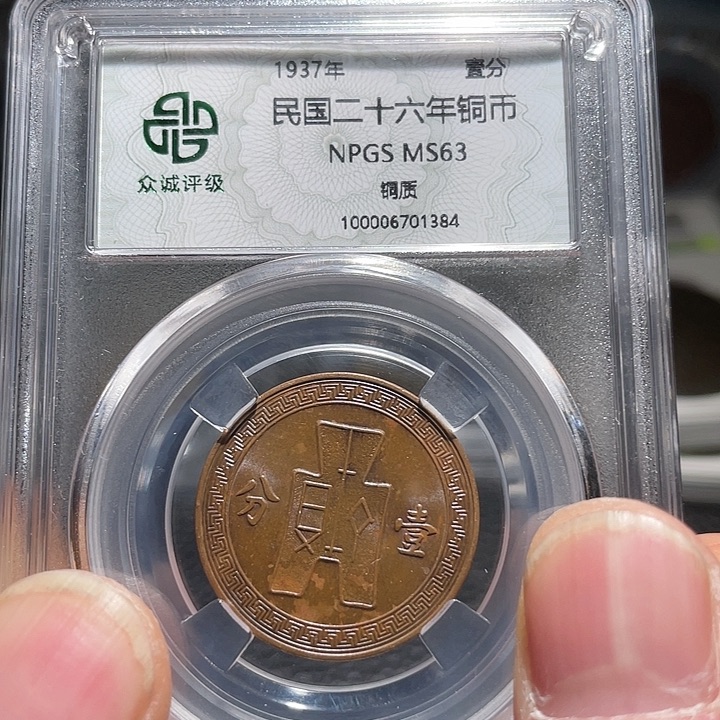 1937年 壹分
民国二十六年铜币
NPGS MS63
众诚评级
铜质
100006701384
分 壹